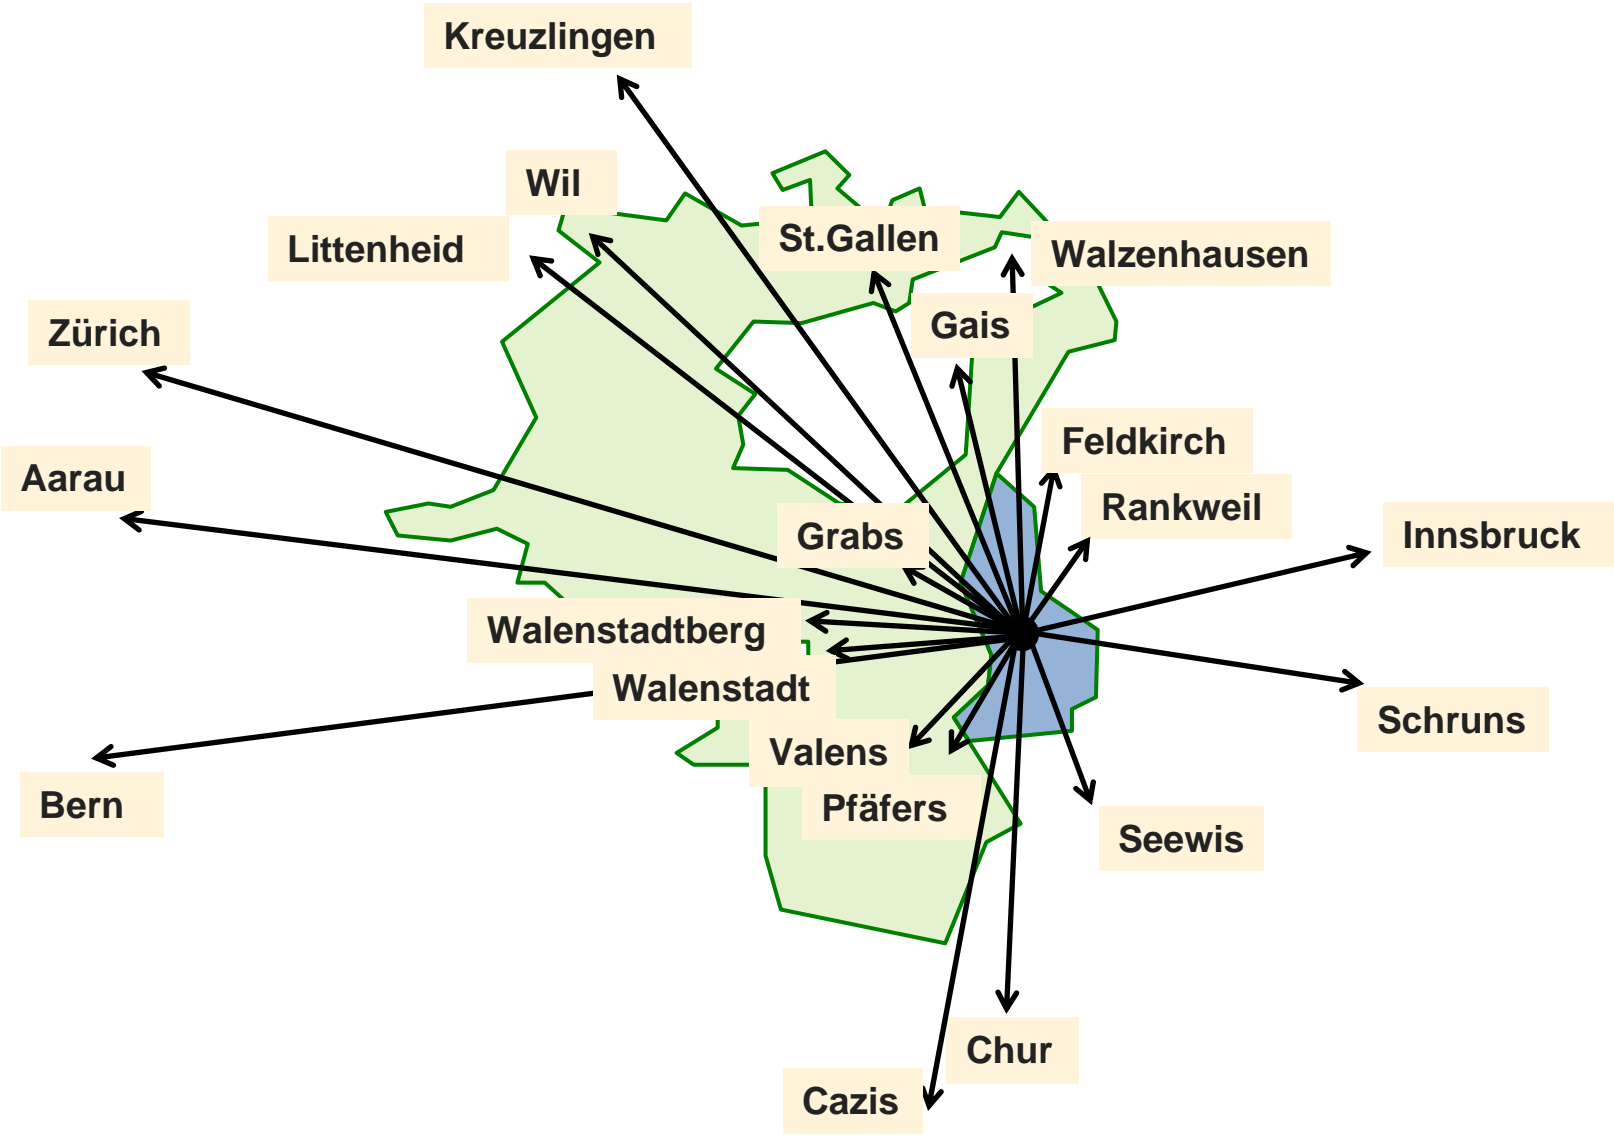 Kreuzlingen
Wil
St.Gallen
Littenheid
Walzenhausen
Zürich
Gais
Feldkirch
Aarau
Rankweil
Grabs
Innsbruck
Walenstadtberg
Walenstadt
Schruns
Valens
Bern
Pfäfers
Seewis
Chur
Cazis